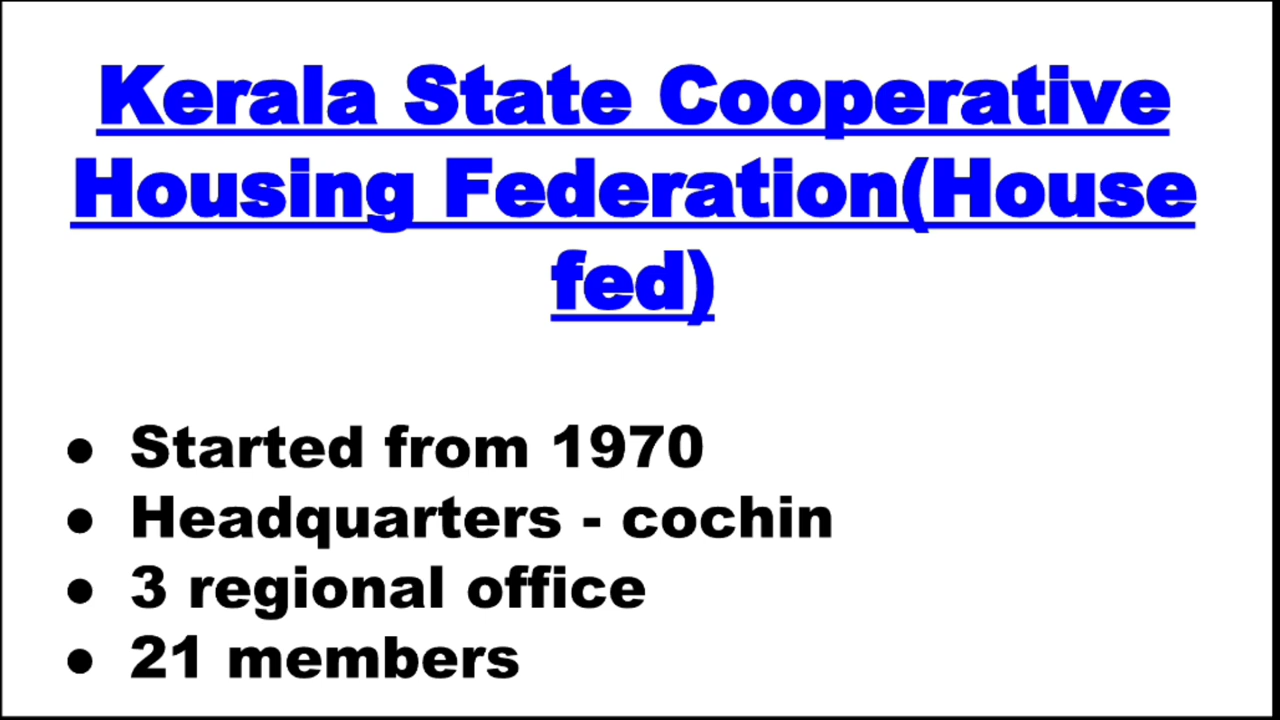 Kerala State Cooperative
Housing Federation(House
fed)
● Started from 1970
● Headquarters - cochin
● 3 regional office
● 21 members